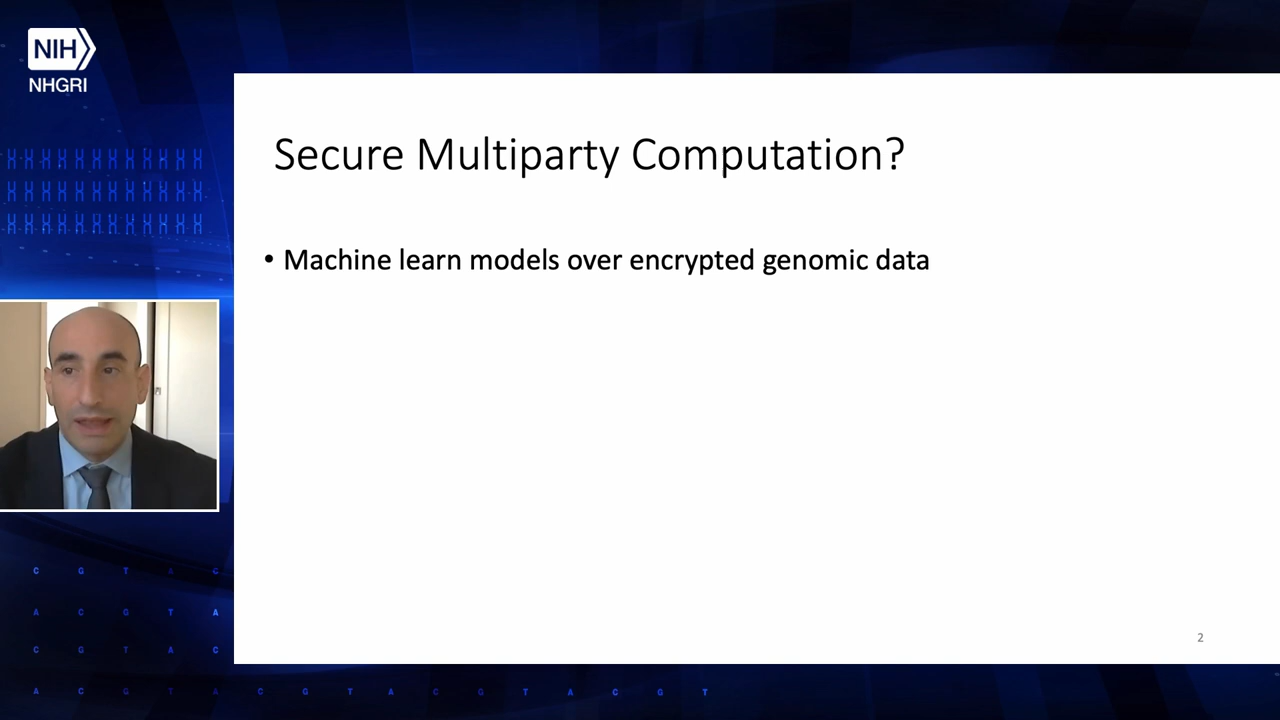 NIH
NHGRI
Secure Multiparty Computation?
• Machine learn models over encrypted genomic data
2
C G T A C
A C G T A
C G T A C
A C G T A C G T A C G T A C G T